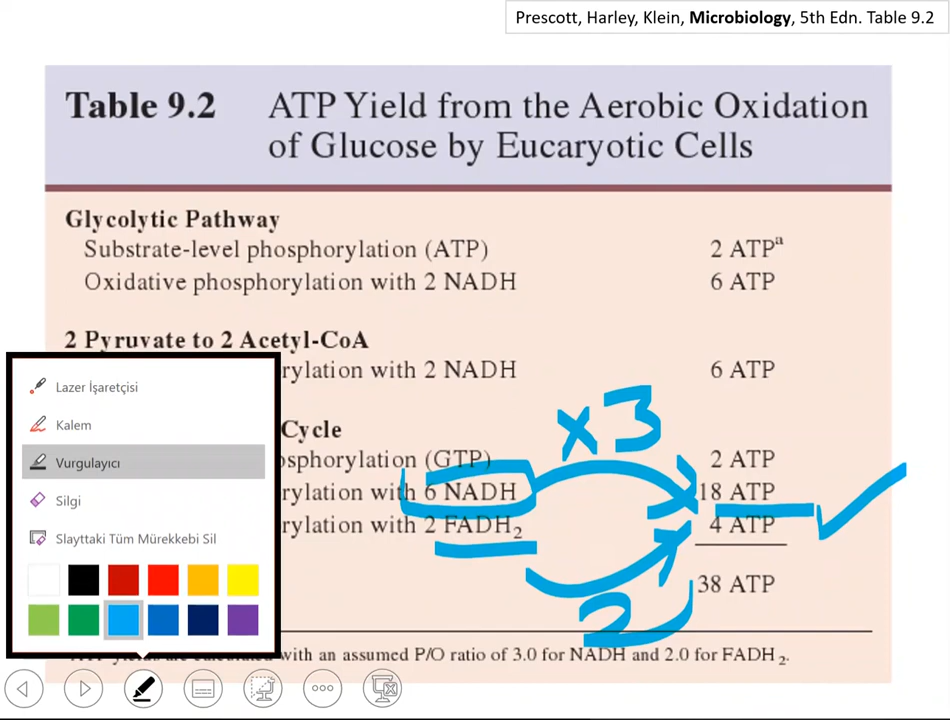 Prescott, Harley, Klein, Microbiology, 5th Edn. Table 9.2
Table 9.2 ATP Yield from the Aerobic Oxidation
of Glucose by Eucaryotic Cells
Glycolytic Pathway
Substrate-level phosphorylation (ATP) 2 ATPa
Oxidative phosphorylation with 2 NADH 6 ATP
2 Pyruvate to 2 Acetyl-CoA
rylation with 2 NADH 6 ATP
Lazer İşaretçisi
Kalem
Vurgulayıcı
Silgi
Slayttaki Tüm Mürekkebi Sil
x3
Cycle
sphorylation (GTP) 2 ATP
rylation with 6 NADH 18 ATP
rylation with 2 FADH2 4 ATP
2
38 ATP
with an assumed P/O ratio of 3.0 for NADH and 2.0 for FADH2.